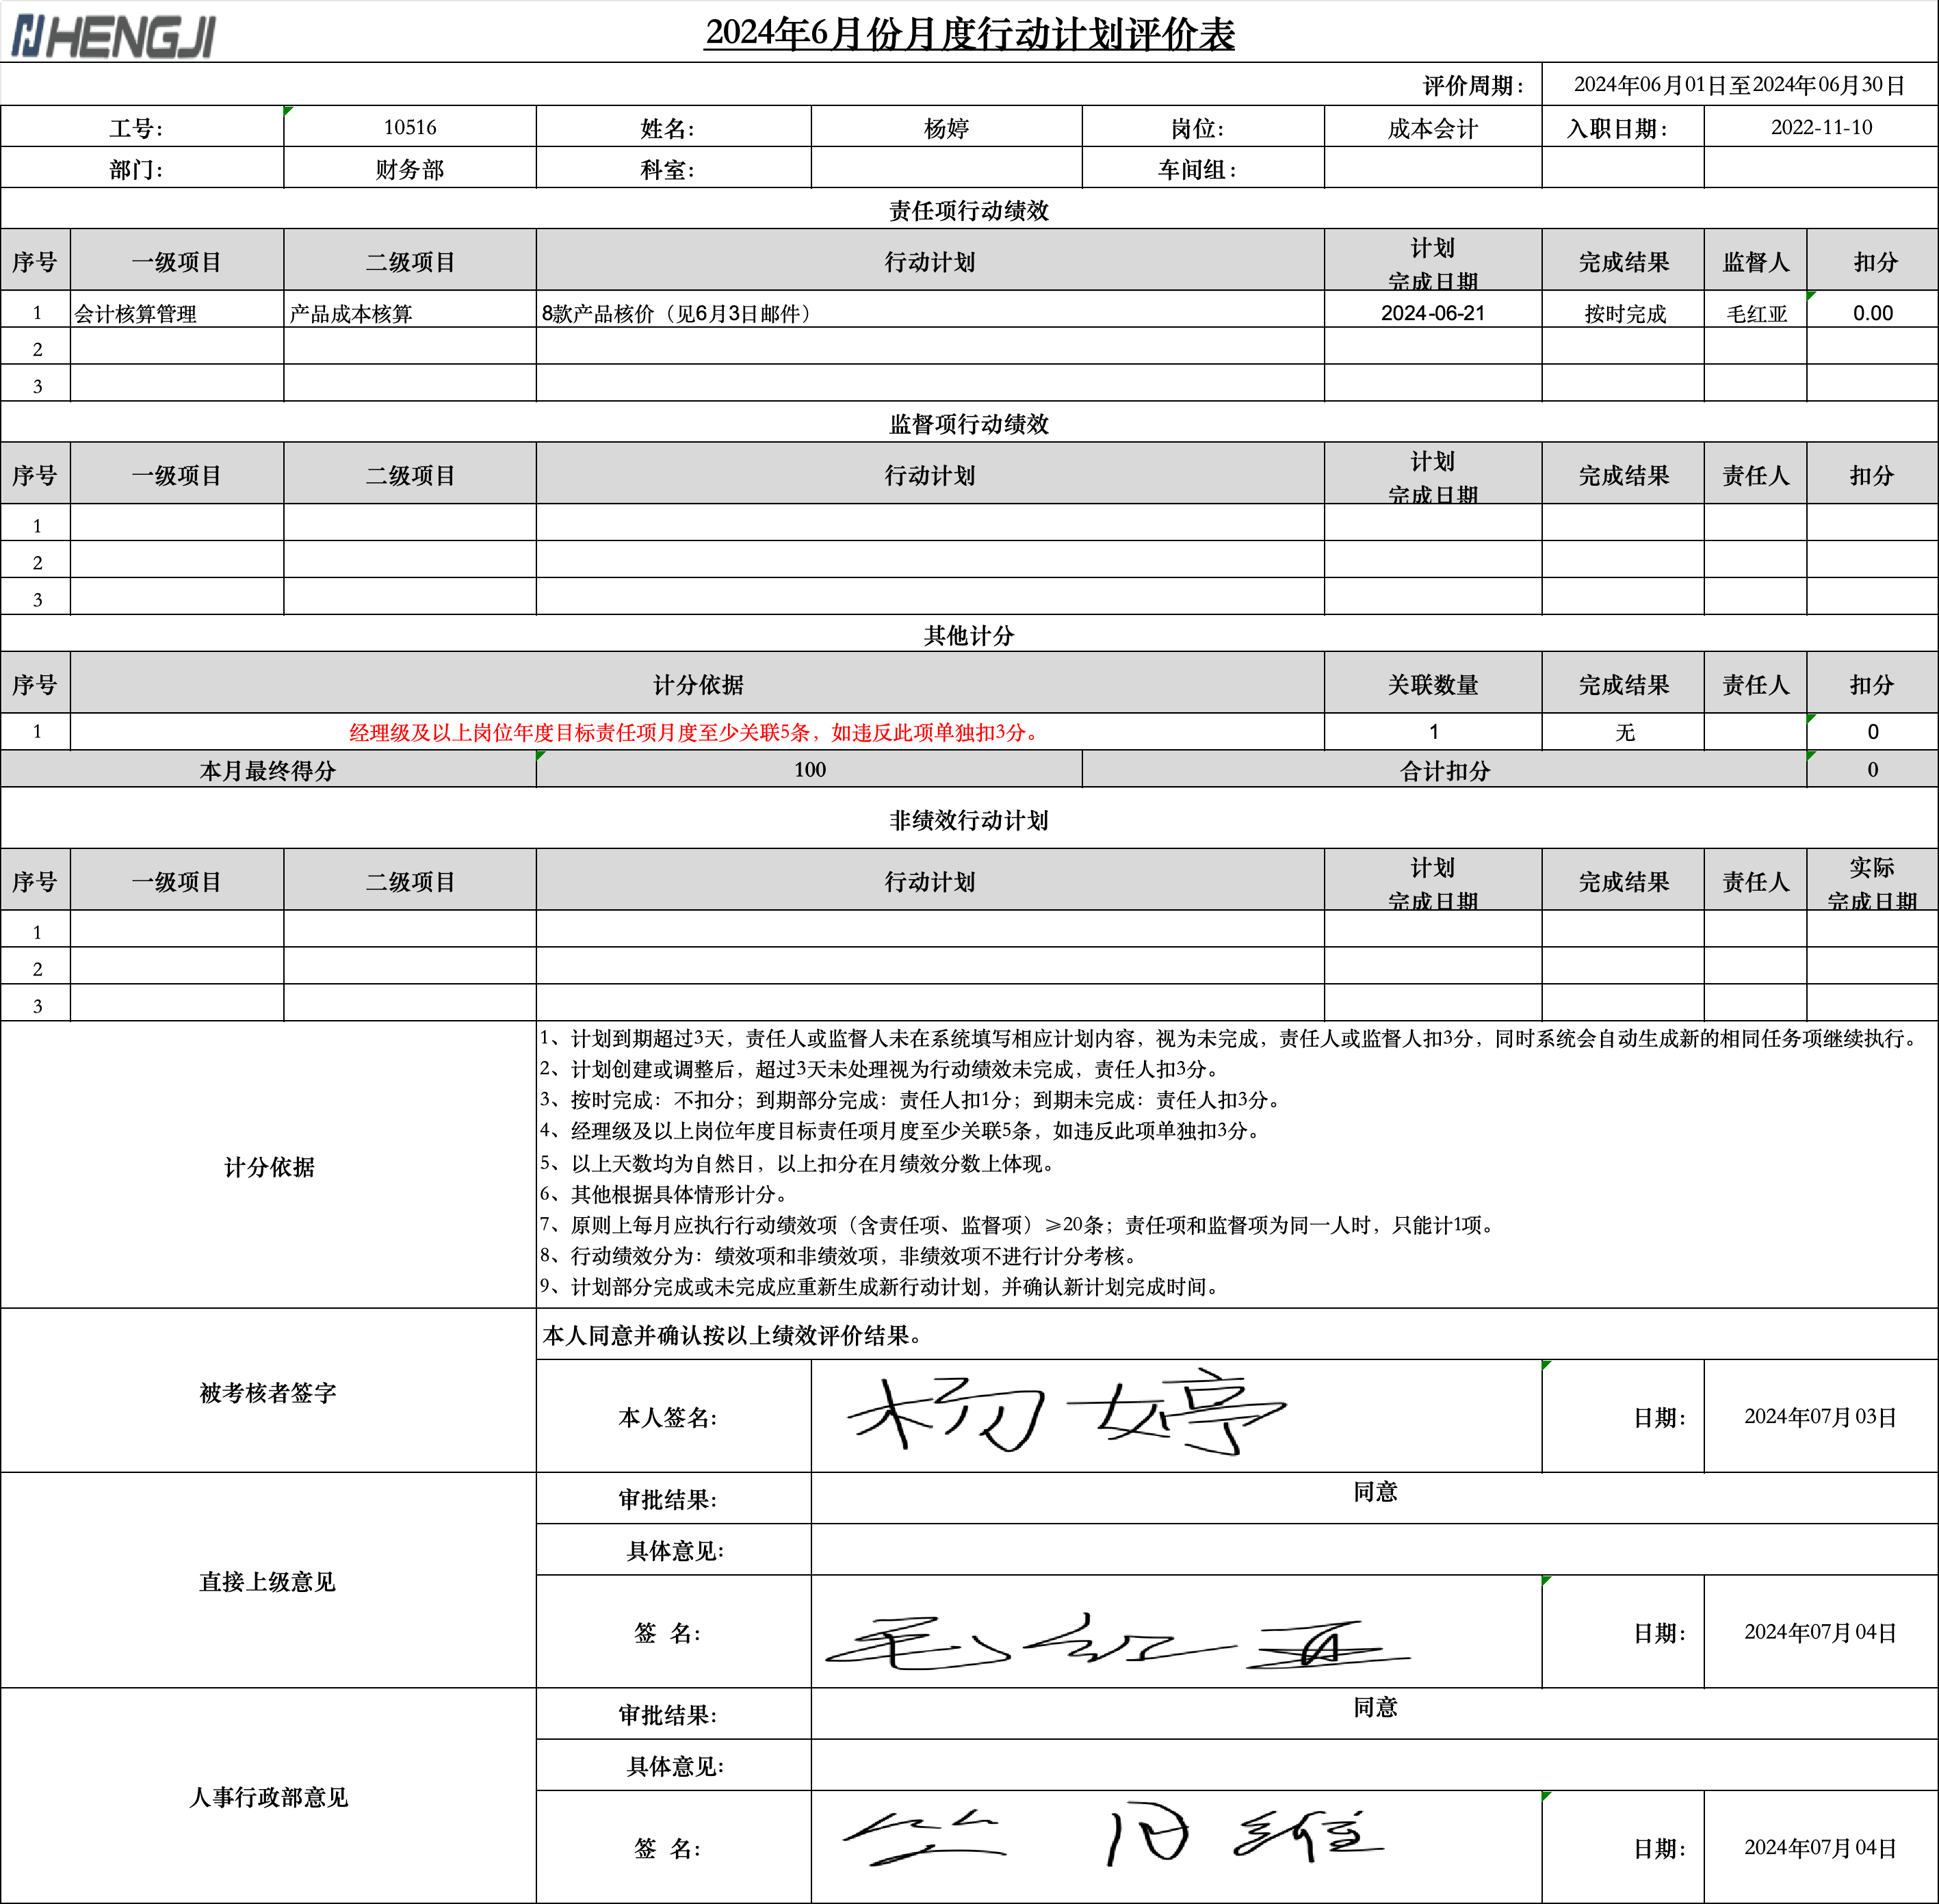 HENGJI
2024年6月份月度行动计划评价表
评价周期： 2024年06月01日至2024年06月30日
工号： 10516 姓名： 杨婷 岗位： 成本会计 入职日期： 2022-11-10
部门： 财务部 科室： 车间组：
责任项行动绩效
序号 一级项目 二级项目 行动计划 计划完成日期 完成结果 监督人 扣分
1 会计核算管理 产品成本核算 8款产品核价（见6月3日邮件） 2024-06-21 按时完成 毛红亚 0.00
2
3
监督项行动绩效
序号 一级项目 二级项目 行动计划 计划完成日期 完成结果 责任人 扣分
1
2
3
其他计分
序号 计分依据 关联数量 完成结果 责任人 扣分
1 经理级及以上岗位年度目标责任项月度至少关联5条，如违反此项单独扣3分。 1 无 0
本月最终得分 100 合计扣分 0
非绩效行动计划
序号 一级项目 二级项目 行动计划 计划完成日期 完成结果 责任人 实际完成日期
1
2
3
计分依据
1、计划到期超过3天，责任人或监督人未在系统填写相应计划内容，视为未完成，责任人或监督人扣3分，同时系统会自动生成新的相同任务项继续执行。
2、计划创建或调整后，超过3天未处理视为行动绩效未完成，责任人扣3分。
3、按时完成：不扣分；到期部分完成：责任人扣1分；到期未完成：责任人扣3分。
4、经理级及以上岗位年度目标责任项月度至少关联5条，如违反此项单独扣3分。
5、以上天数均为自然日，以上扣分在月绩效分数上体现。
6、其他根据具体情形计分。
7、原则上每月应执行行动绩效项（含责任项、监督项）≥20条；责任项和监督项为同一人时，只能计1项。
8、行动绩效分为：绩效项和非绩效项，非绩效项不进行计分考核。
9、计划部分完成或未完成应重新生成新行动计划，并确认新计划完成时间。
被考核者签字
本人同意并确认按以上绩效评价结果。
本人签名： 杨婷 日期： 2024年07月03日
直接上级意见
审批结果： 同意
具体意见：
签 名： 毛红亚 日期： 2024年07月04日
人事行政部意见
审批结果： 同意
具体意见：
签 名： 日期： 2024年07月04日